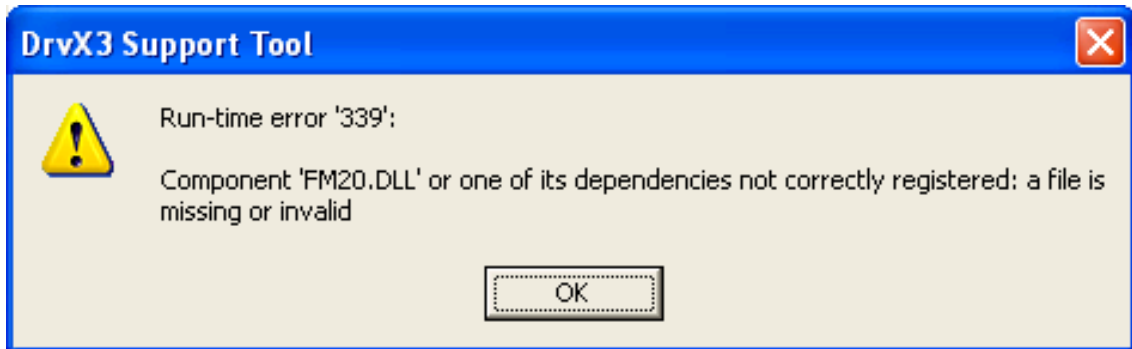 DrvX3 Support Tool
Run-time error '339':
Component 'FM20.DLL' or one of its dependencies not correctly registered: a file is
missing or invalid
OK